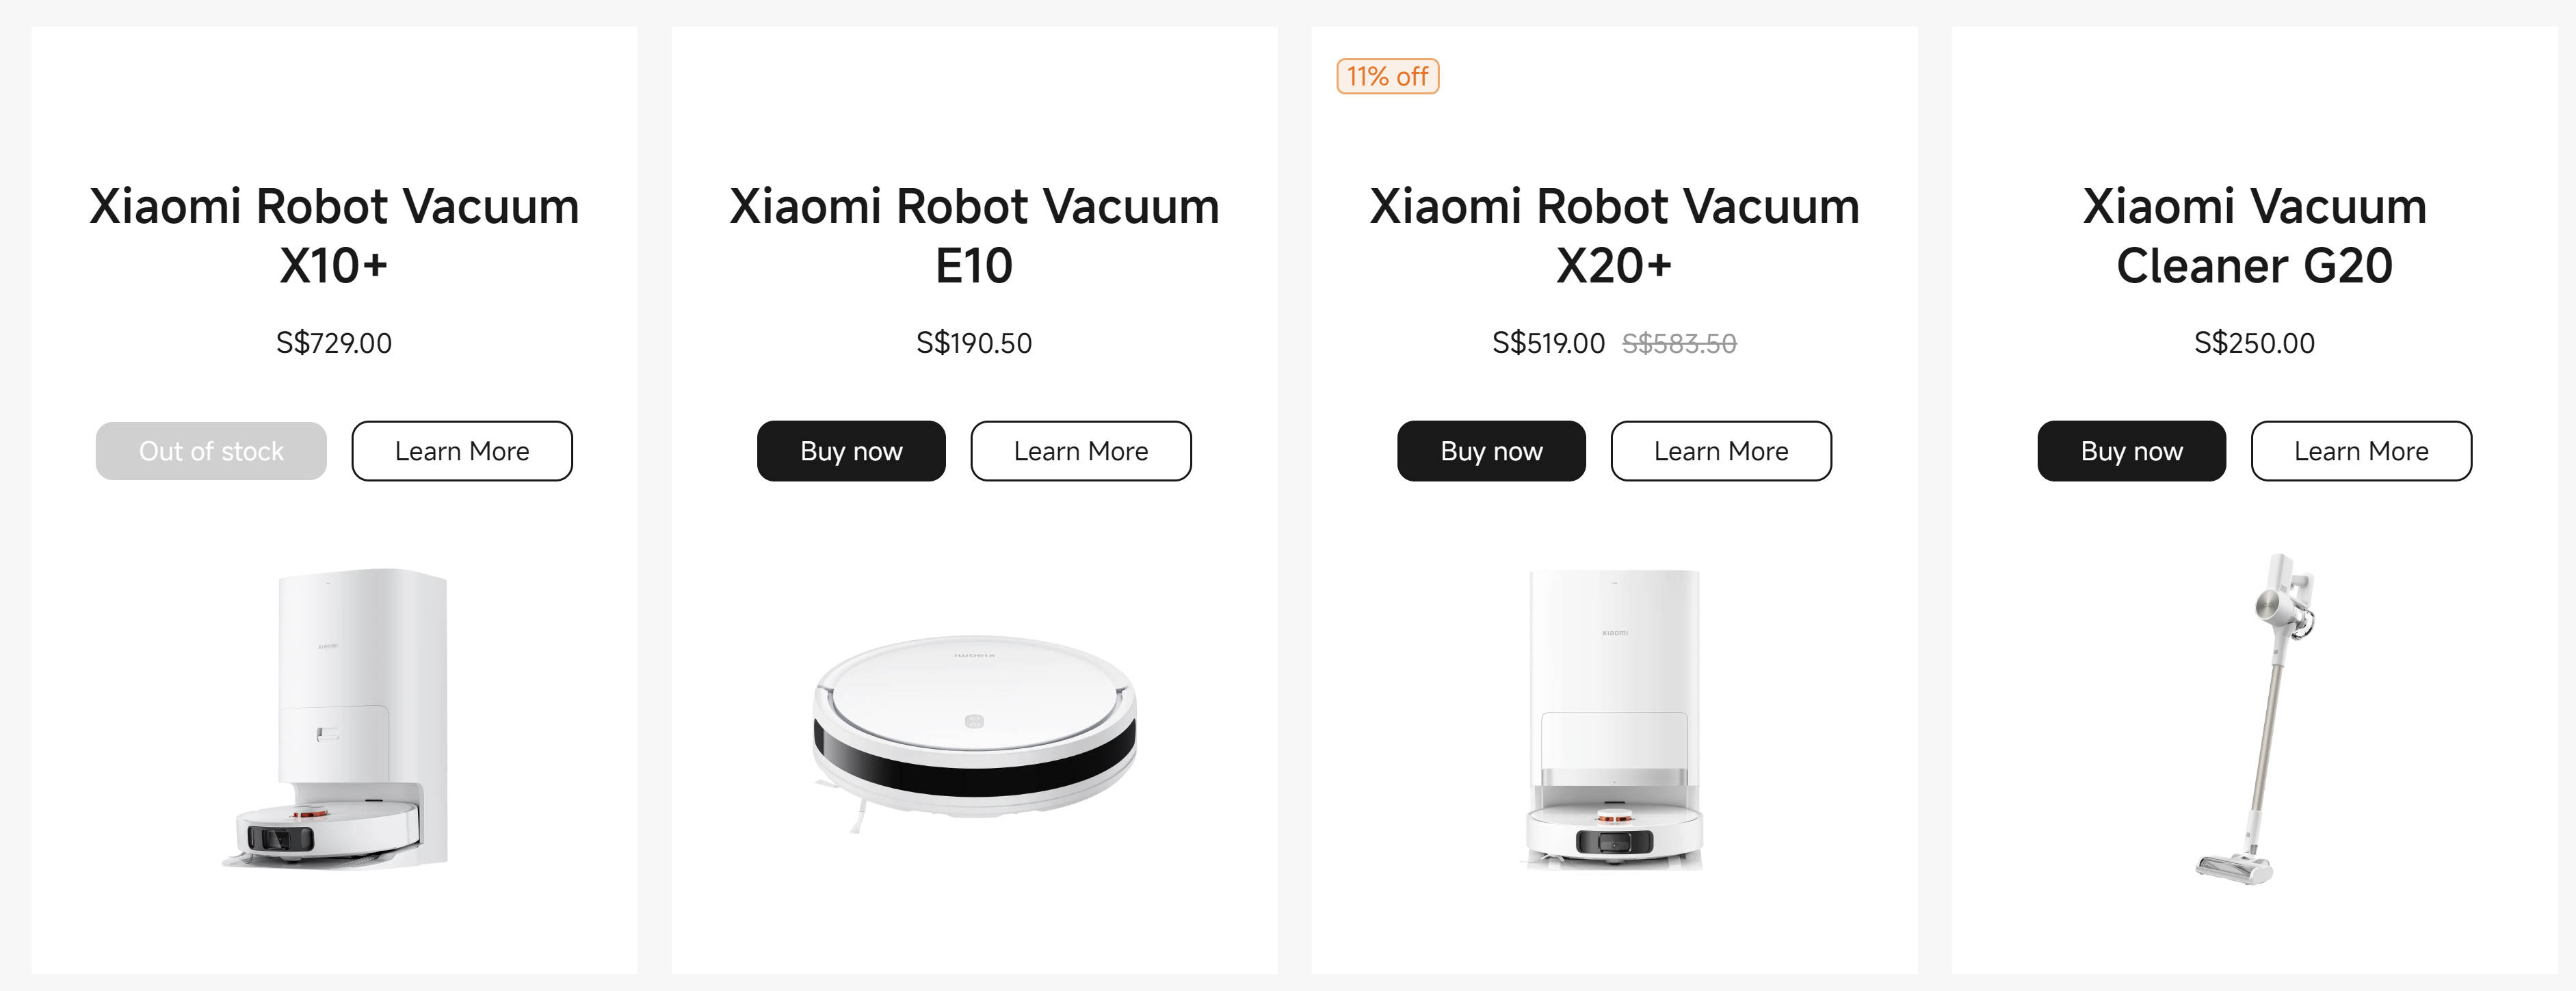 Xiaomi Robot Vacuum
X10+
S$729.00
Out of stock
Learn More
xiaomi
Xiaomi Robot Vacuum
E10
S$190.50
Buy now
Learn More
xiaomi
11% off
Xiaomi Robot Vacuum
X20+
S$519.00 S$583.50
Buy now
Learn More
xiaomi
Xiaomi Vacuum
Cleaner G20
S$250.00
Buy now
Learn More